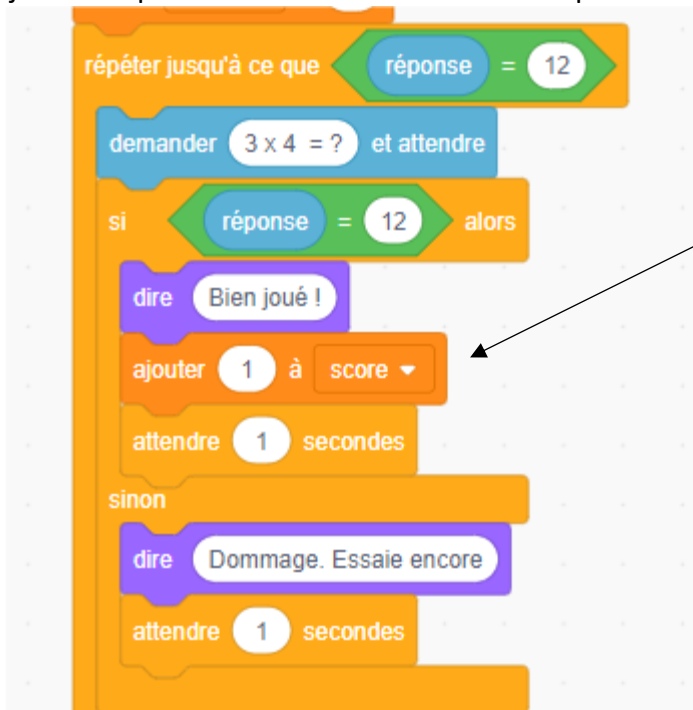 répéter jusqu'à ce que réponse = 12
demander 3 x 4 = ? et attendre
si réponse = 12 alors
dire Bien joué !
ajouter 1 à score
attendre 1 secondes
sinon
dire Dommage. Essaie encore
attendre 1 secondes